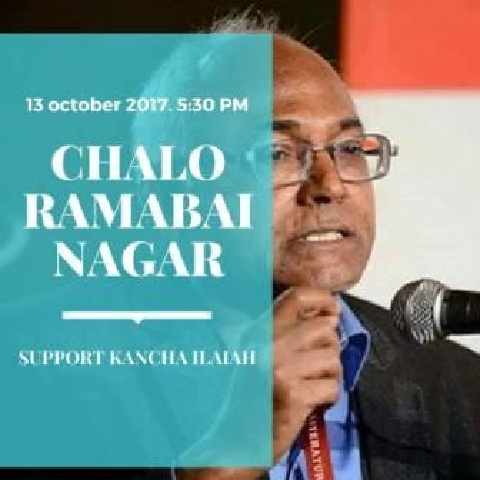 13 october 2017. 5:30 PM
CHALO
RAMABAI
NAGAR
SUPPORT KANCHA ILAIAH